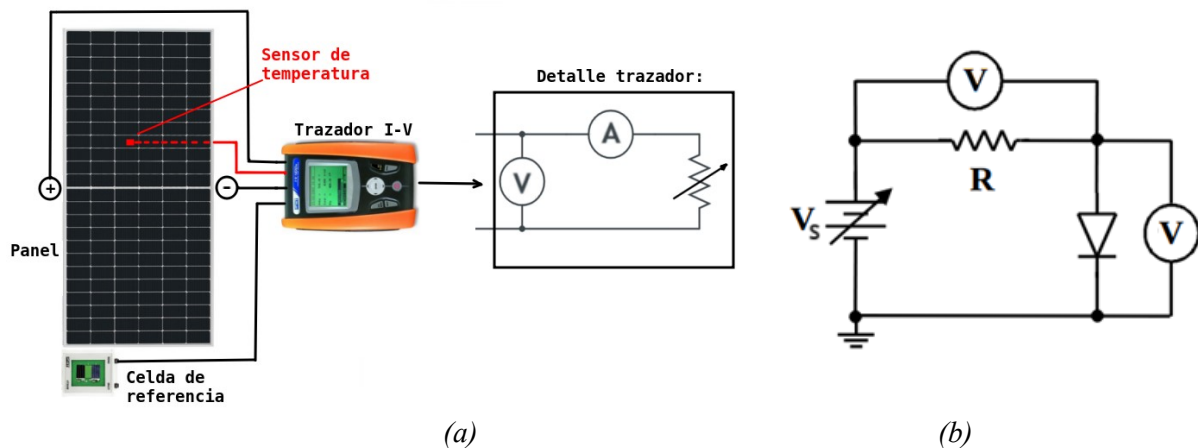 Sensor de
temperatura
Detalle trazador:
Trazador I-V
+
-
A
V
Panel
Celda de
referencia
(a)
V
R
V
Vs
(b)